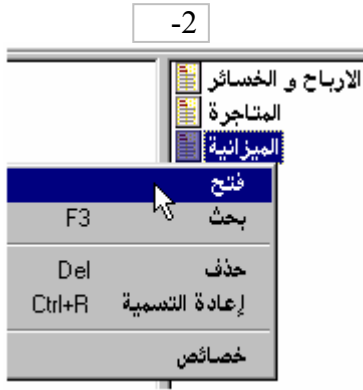 -2
الارباح و الخسائر
المتاجرة
الميزانية
فتح
بحث F3
حذف Del
إعادة التسمية Ctrl+R
خصائص